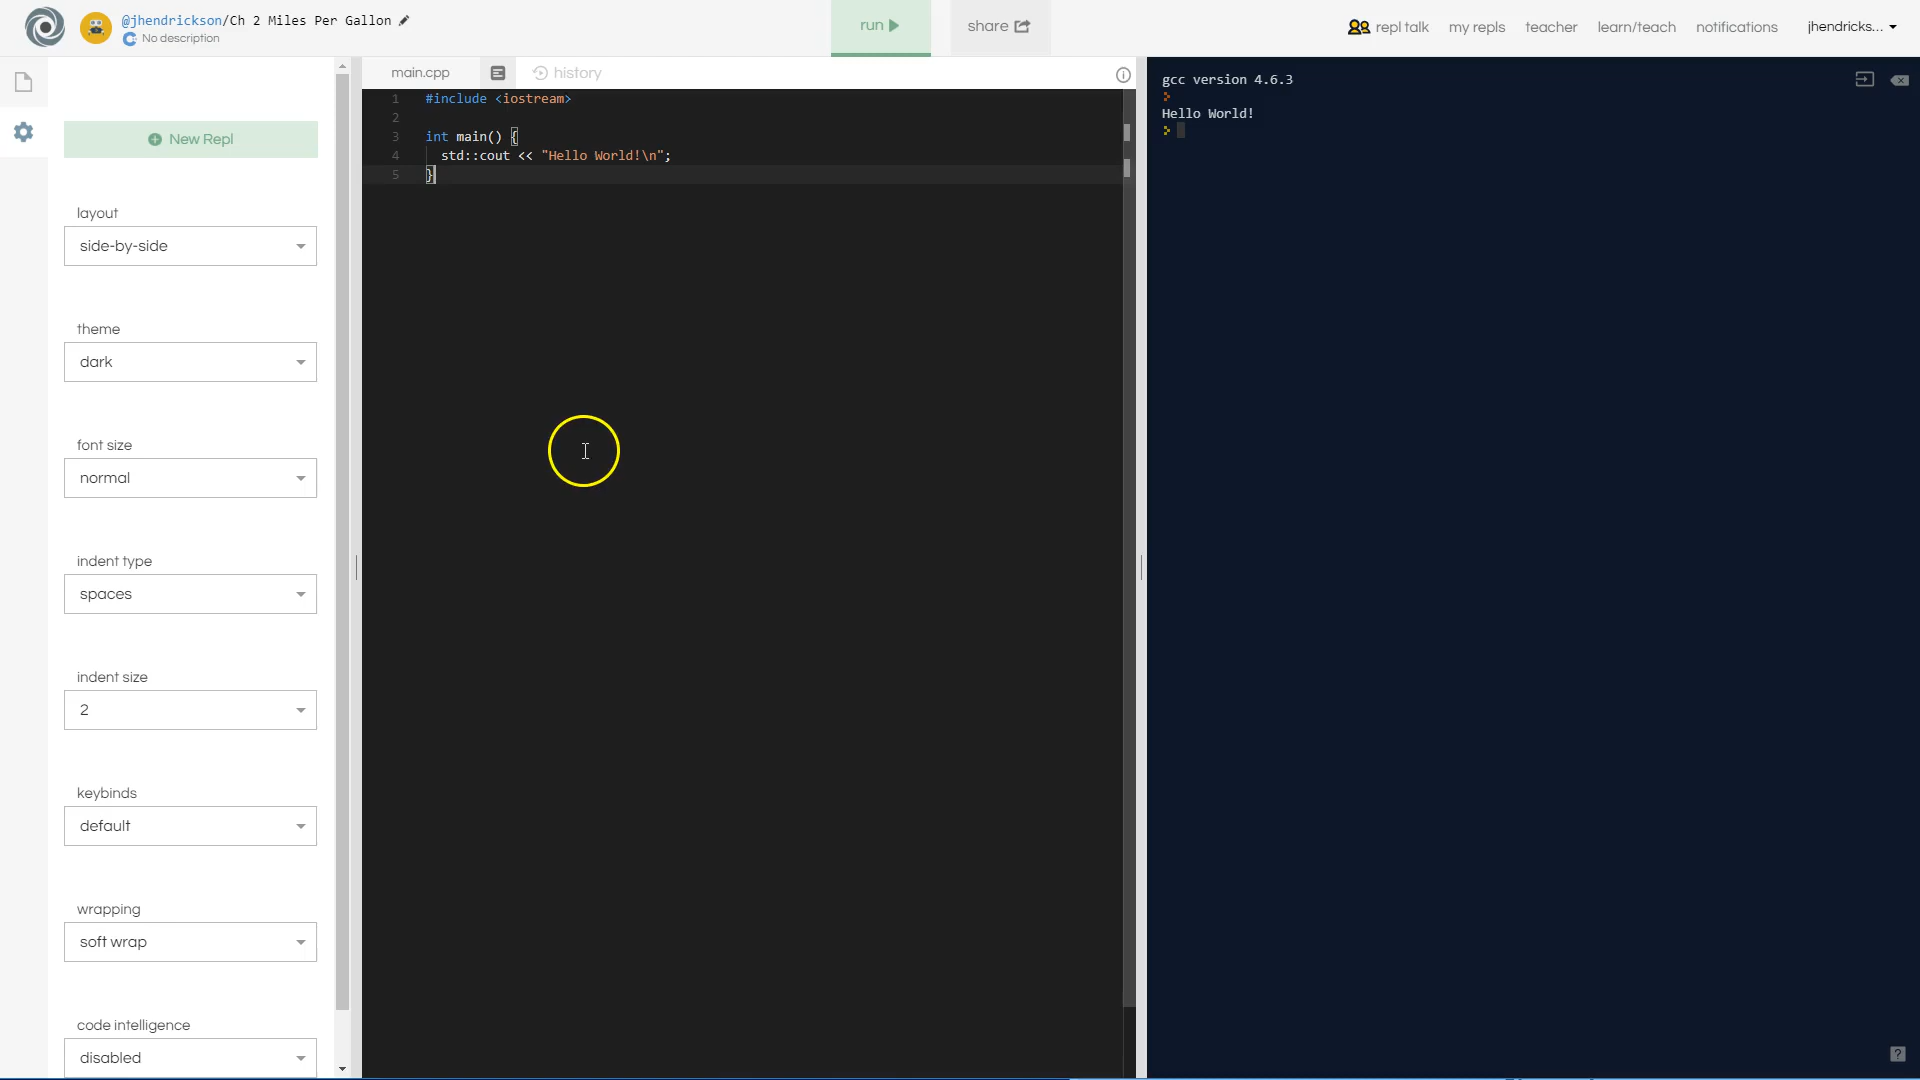 @jhendrickson/Ch 2 Miles Per Gallon
No description
run
share
repl talk
my repls
teacher
learn/teach
notifications
jhendricks...
New Repl
layout
side-by-side
theme
dark
font size
normal
indent type
spaces
indent size
2
keybinds
default
wrapping
soft wrap
code intelligence
disabled
main.cpp
history
1 #include <iostream>
2
3 int main() {
4 std::cout << "Hello World!\n";
5 }
gcc version 4.6.3
Hello World!
?